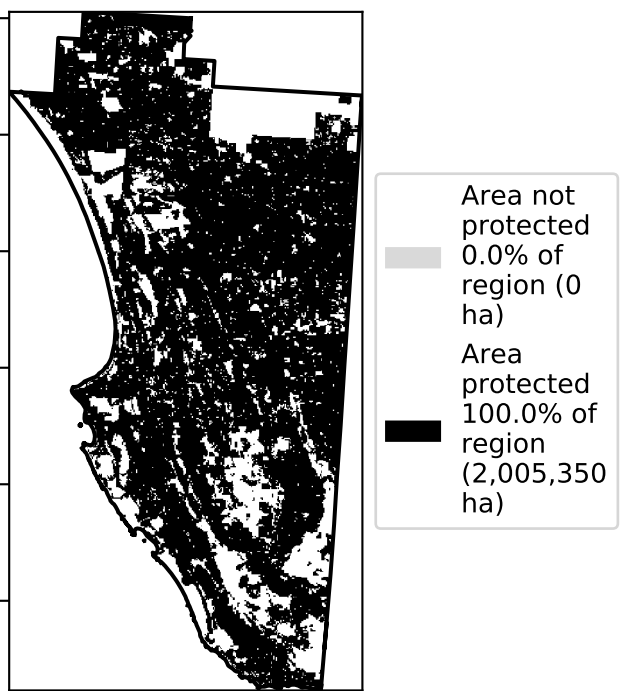 Area not
protected
0.0% of
region (0
ha)
Area
protected
100.0% of
region
(2,005,350
ha)